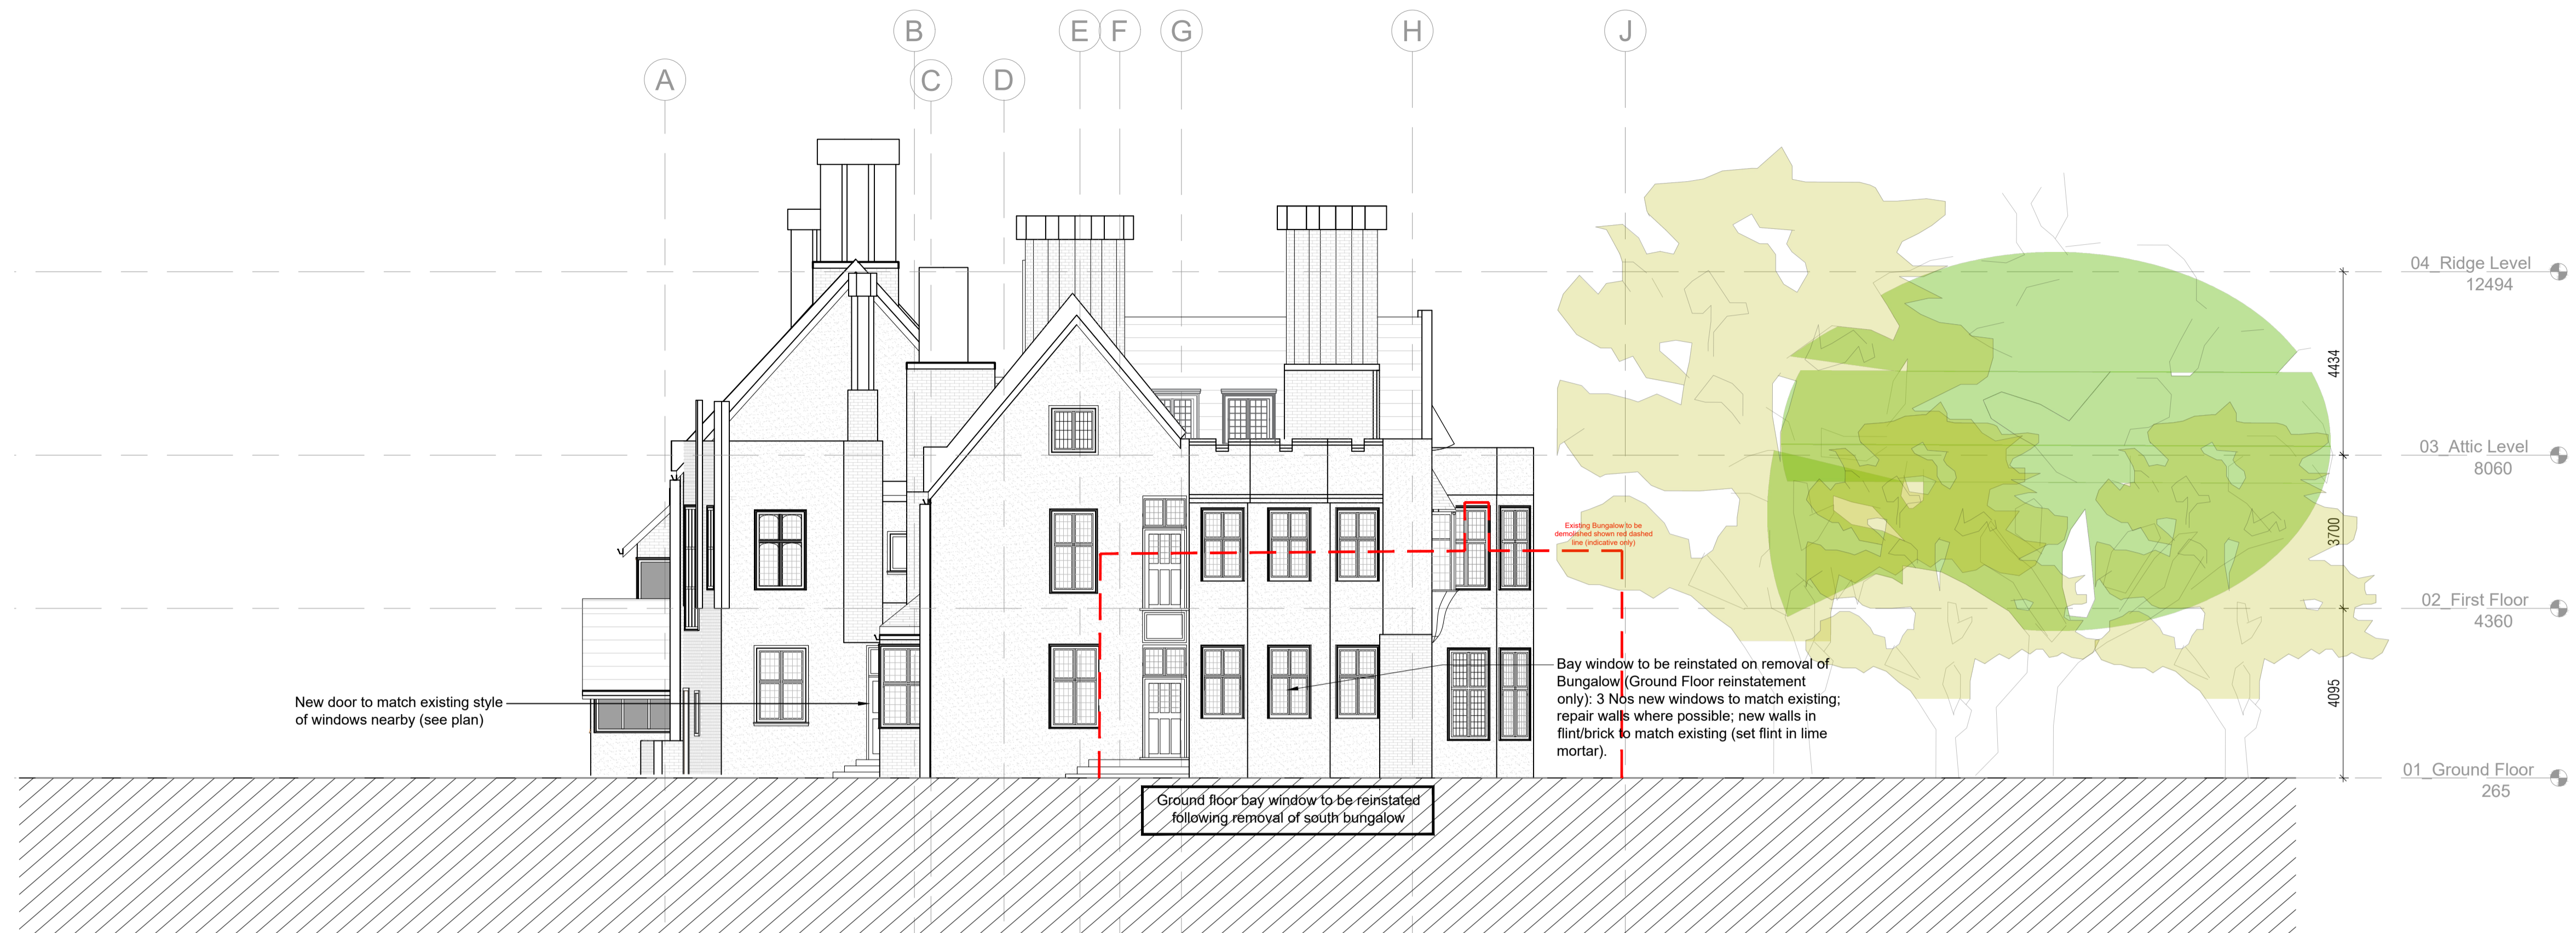 B
E
F
G
H
J
A
C
D
04_Ridge Level
12494
4434
03_Attic Level
8060
3700
Existing Bungalow to be
demolished shown red dashed
line (indicative only)
02_First Floor
4360
4095
New door to match existing style
of windows nearby (see plan)
Bay window to be reinstated on removal of
Bungalow (Ground Floor reinstatement
only): 3 Nos new windows to match existing;
repair walls where possible; new walls in
flint/brick to match existing (set flint in lime
mortar).
01_Ground Floor
265
Ground floor bay window to be reinstated
following removal of south bungalow